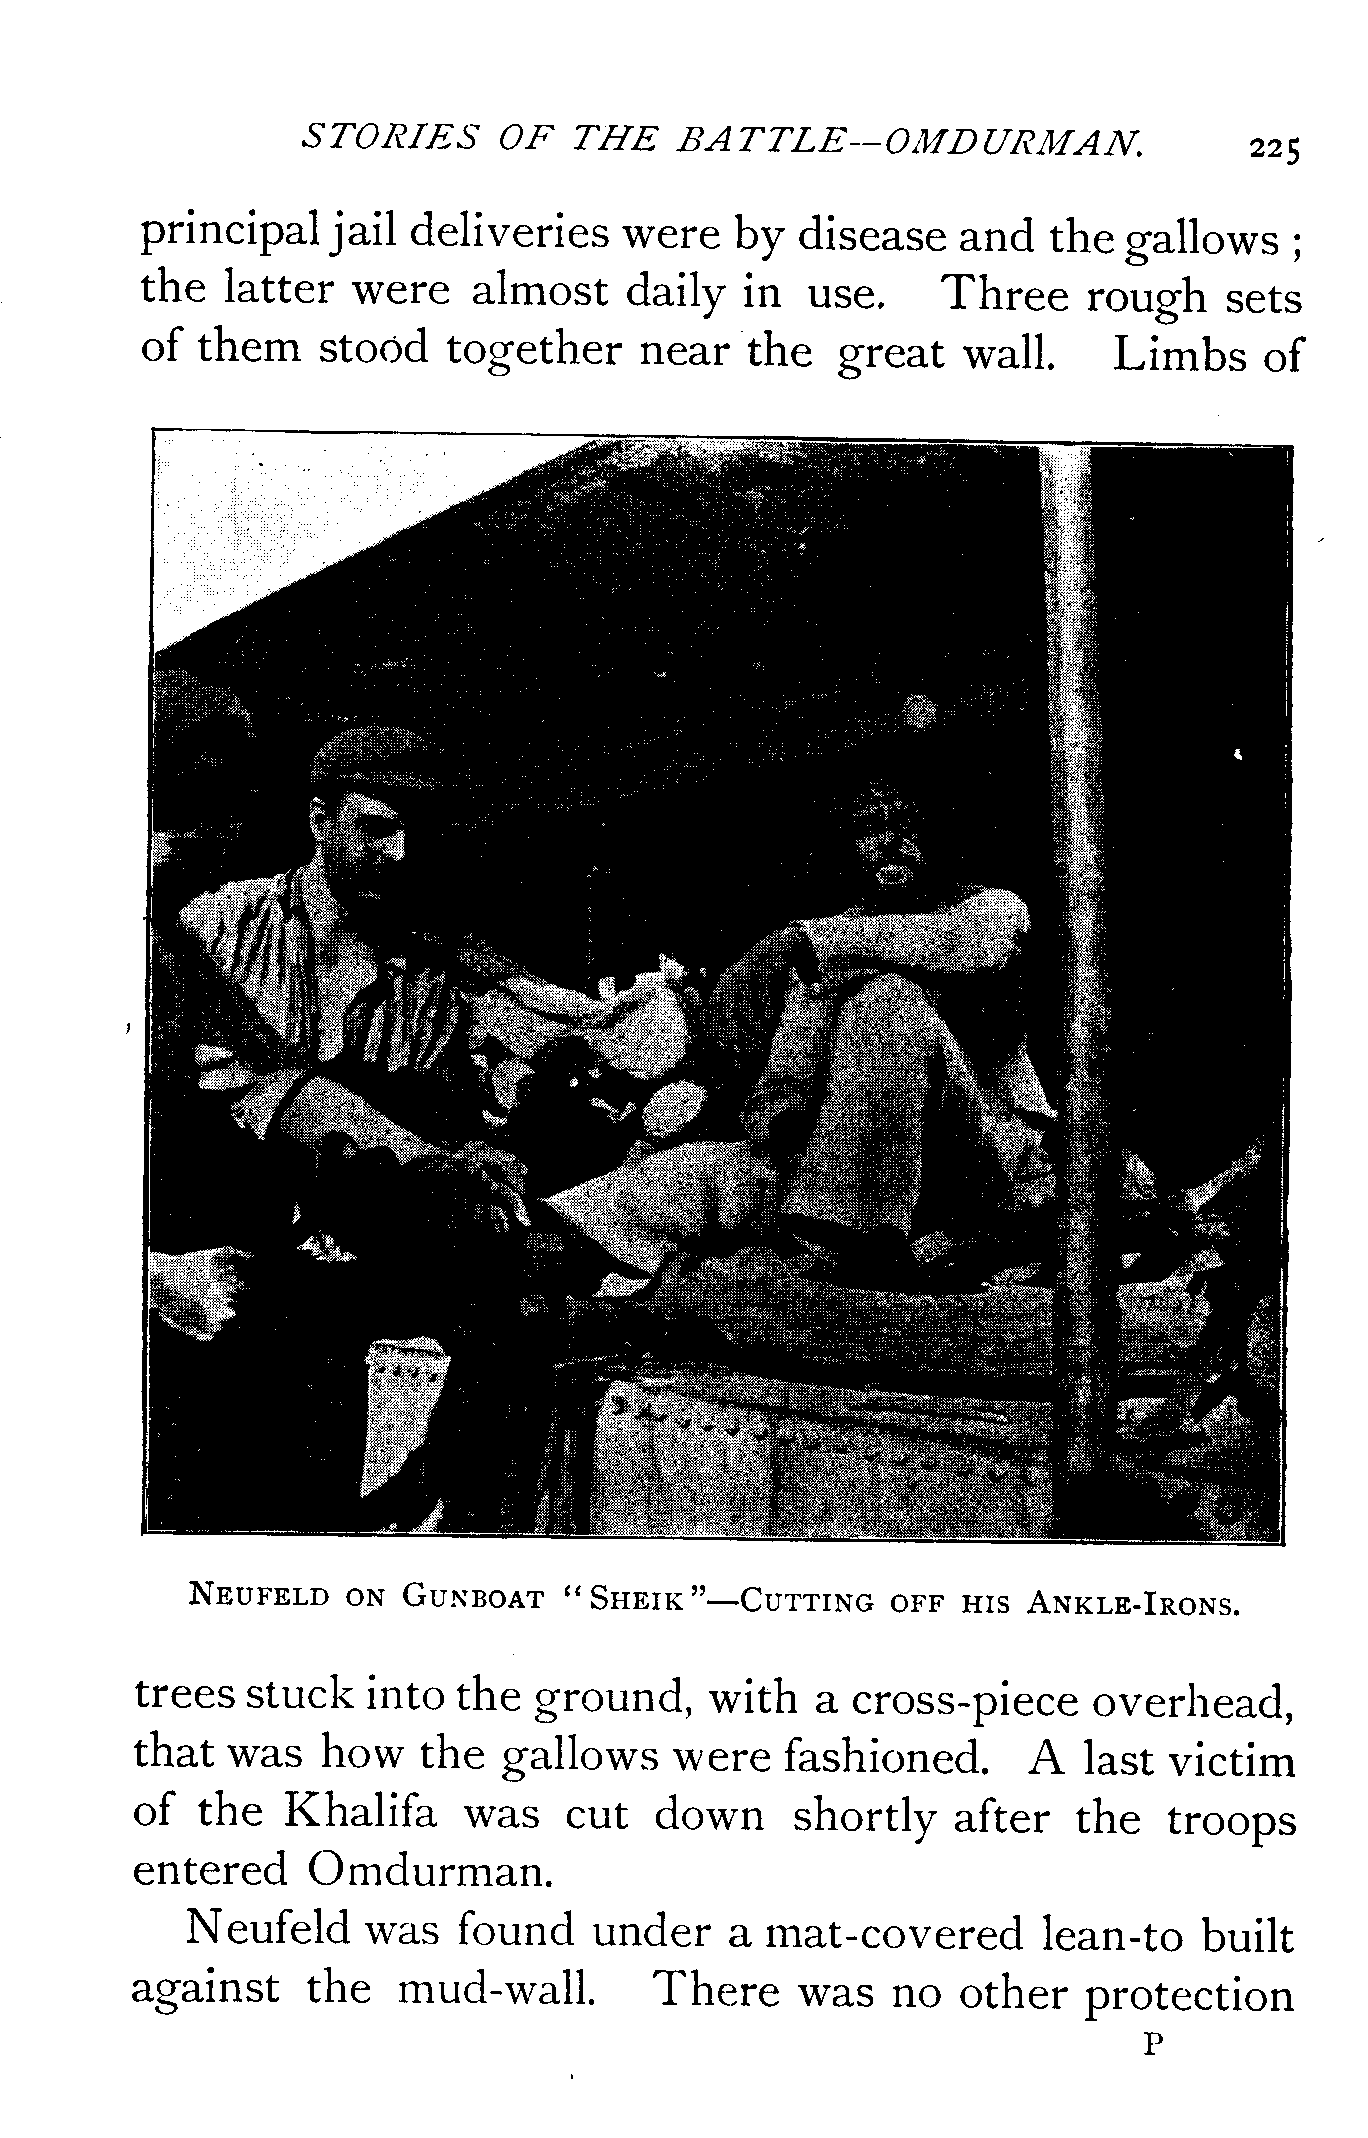 STORIES OF THE BATTLE—OMDURMAN. 225
principal jail deliveries were by disease and the gallows ;
the latter were almost daily in use. Three rough sets
of them stood together near the great wall. Limbs of
NEUFELD ON GUNBOAT “SHEIK”—CUTTING OFF HIS ANKLE-IRONS.
trees stuck into the ground, with a cross-piece overhead,
that was how the gallows were fashioned. A last victim
of the Khalifa was cut down shortly after the troops
entered Omdurman.
Neufeld was found under a mat-covered lean-to built
against the mud-wall. There was no other protection
P